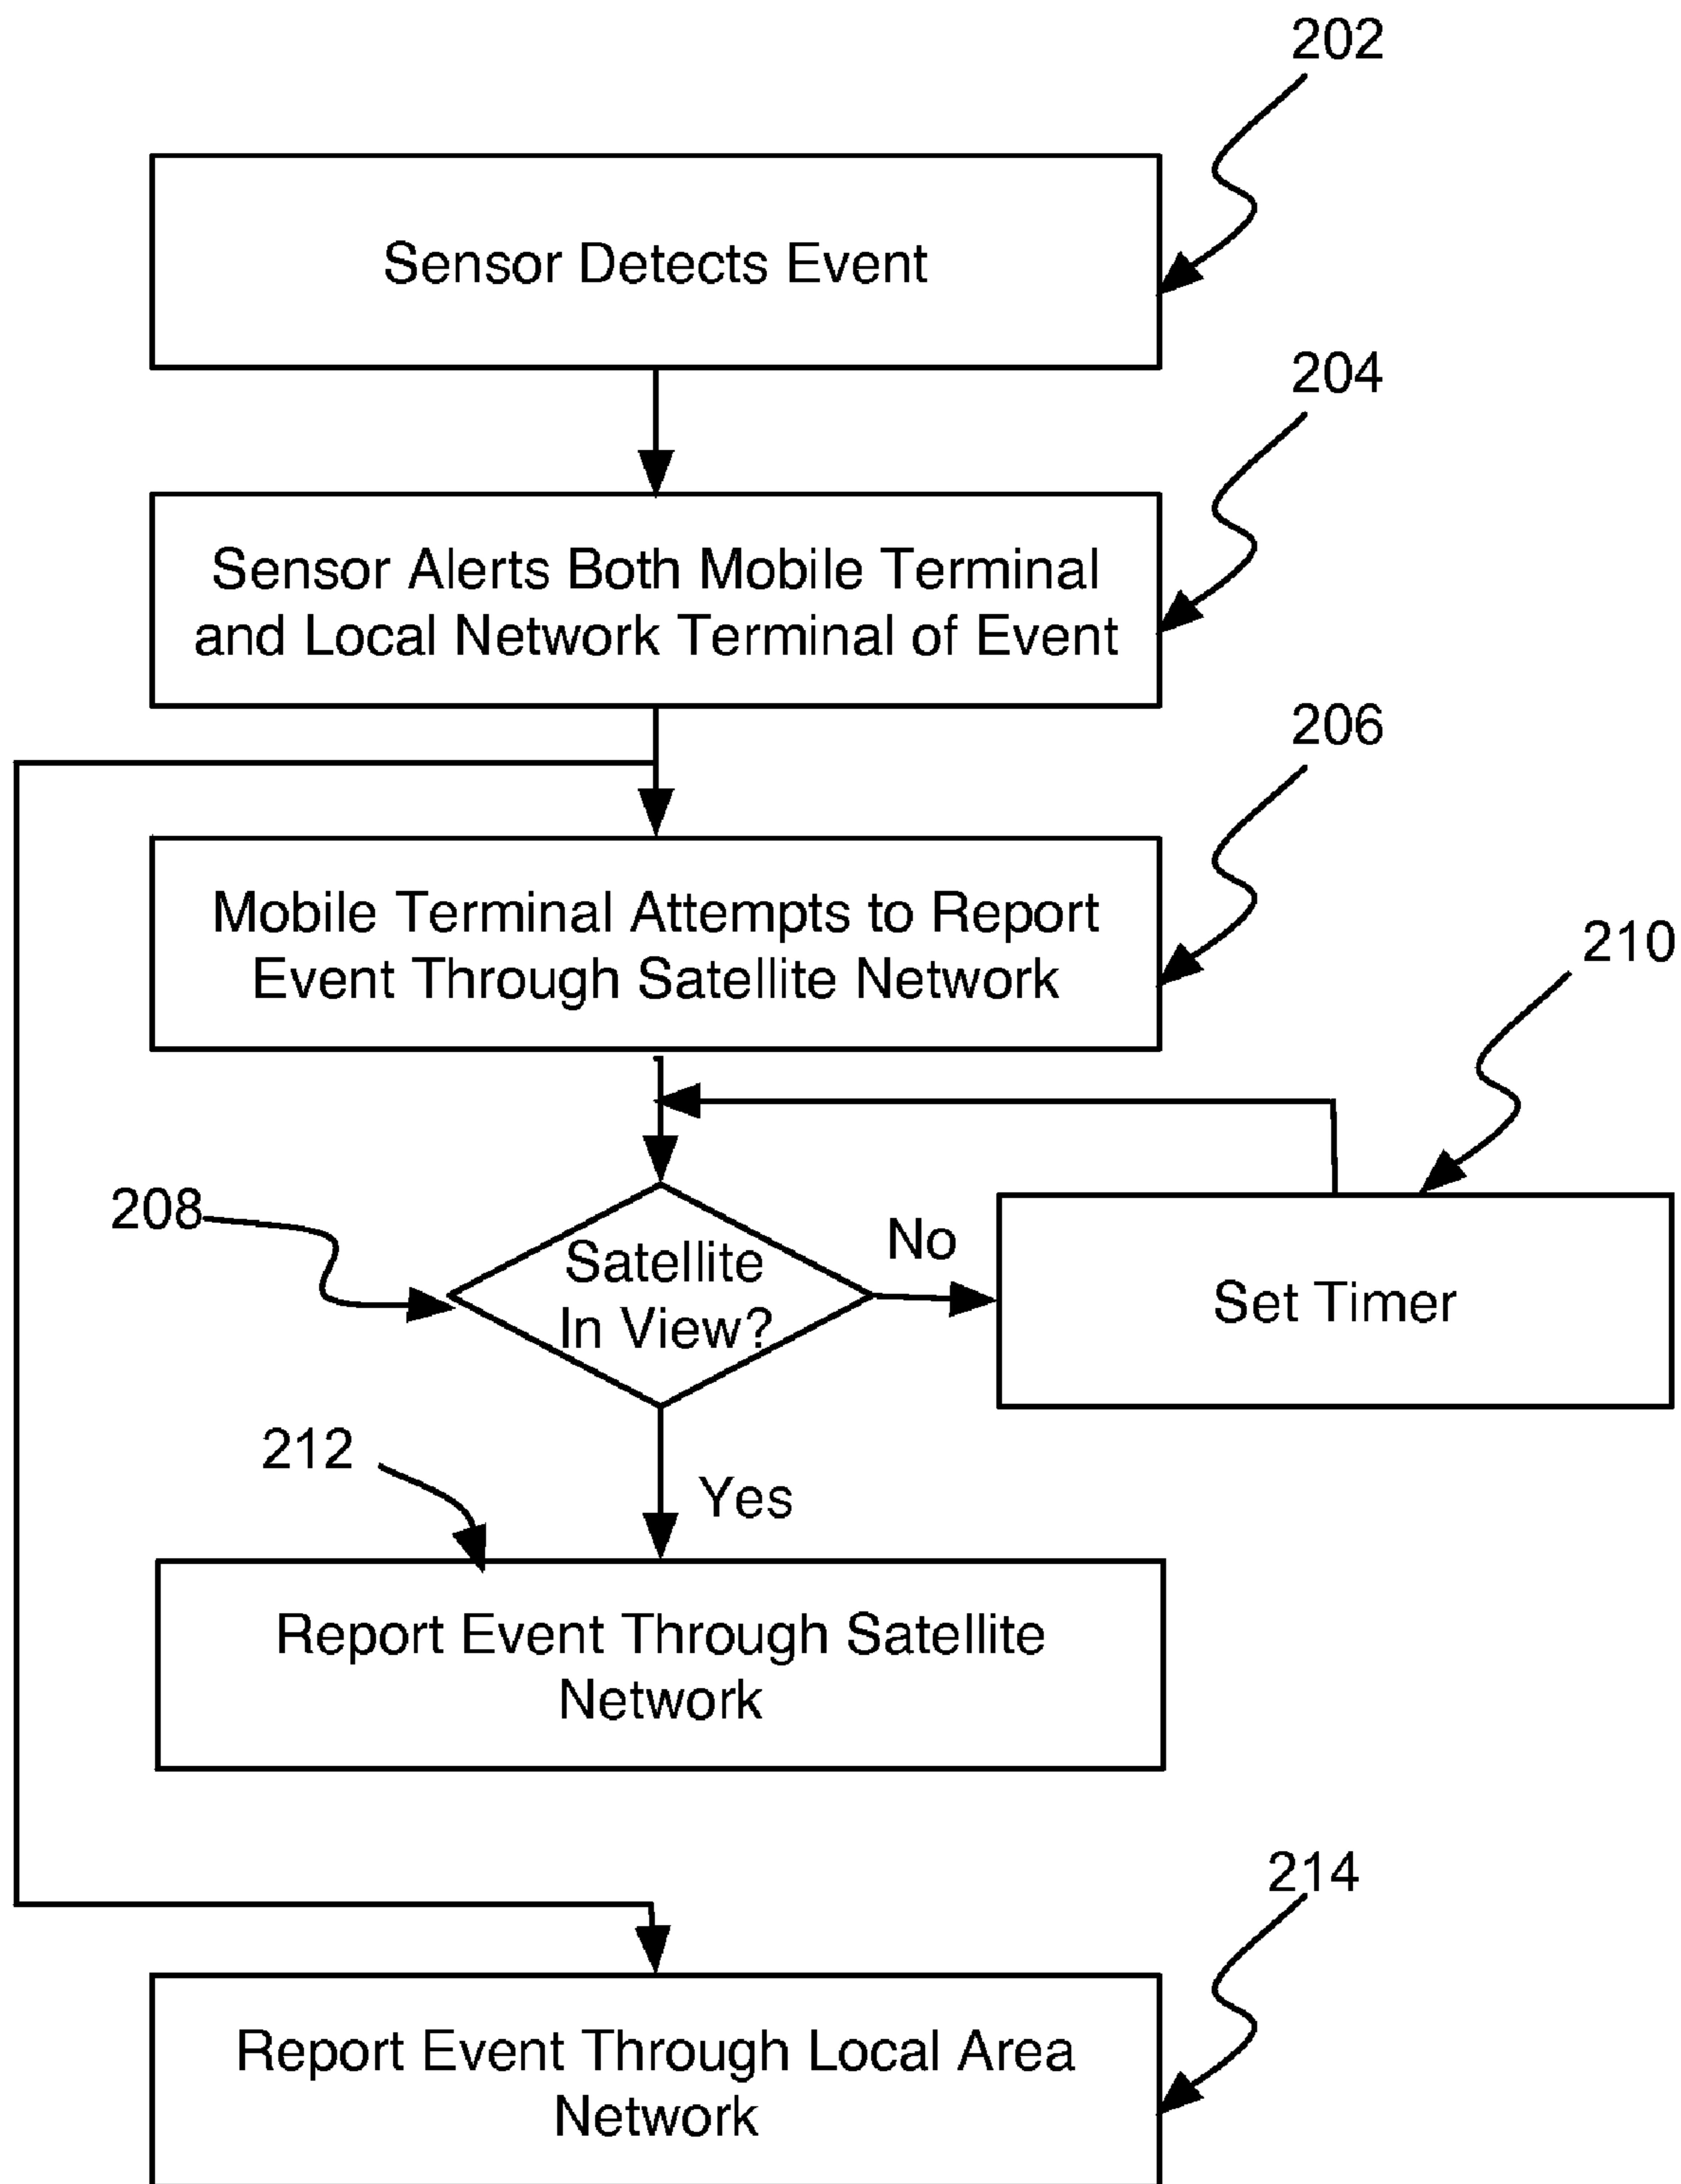 202
Sensor Detects Event
204
Sensor Alerts Both Mobile Terminal
and Local Network Terminal of Event
206
Mobile Terminal Attempts to Report
Event Through Satellite Network
210
208
Satellite
In View?
No
Set Timer
212
Yes
Report Event Through Satellite
Network
214
Report Event Through Local Area
Network